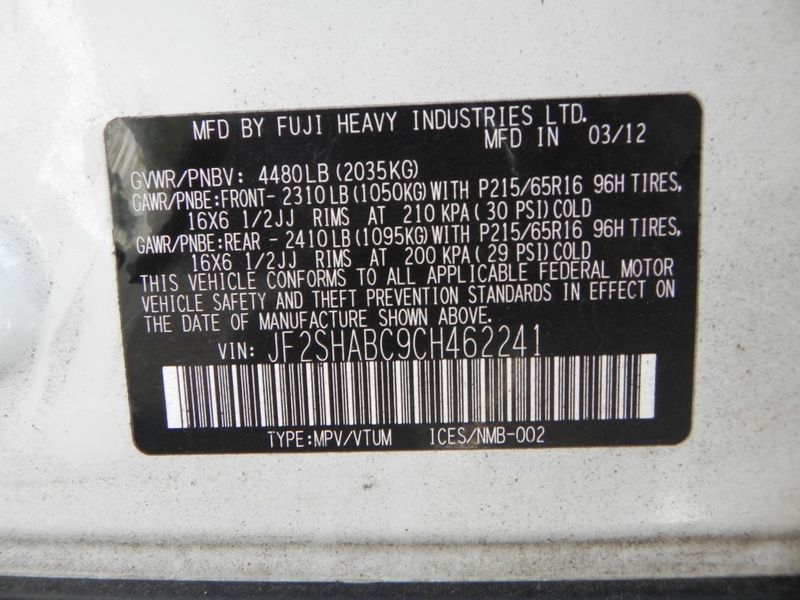 MFD BY FUJI HEAVY INDUSTRIES LTD.
MFD IN 03/12
GVWR/PNBV: 4480LB(2035KG)
GAWR/PNBE:FRONT- 2310LB(1050KG)WITH P215/65R16 96H TIRES,
16X6 1/2JJ RIMS AT 210 KPA(30 PSI)COLD
GAWR/PNBE:REAR - 2410LB(1095KG)WITH P215/65R16 96H TIRES,
16X6 1/2JJ RIMS AT 200 KPA(29 PSI)COLD
THIS VEHICLE CONFORMS TO ALL APPLICABLE FEDERAL MOTOR
VEHICLE SAFETY AND THEFT PREVENTION STANDARDS IN EFFECT ON
THE DATE OF MANUFACTURE SHOWN ABOVE.
VIN: JF2SHABC9CH462241
TYPE:MPV/VTUM ICES/NMB-002